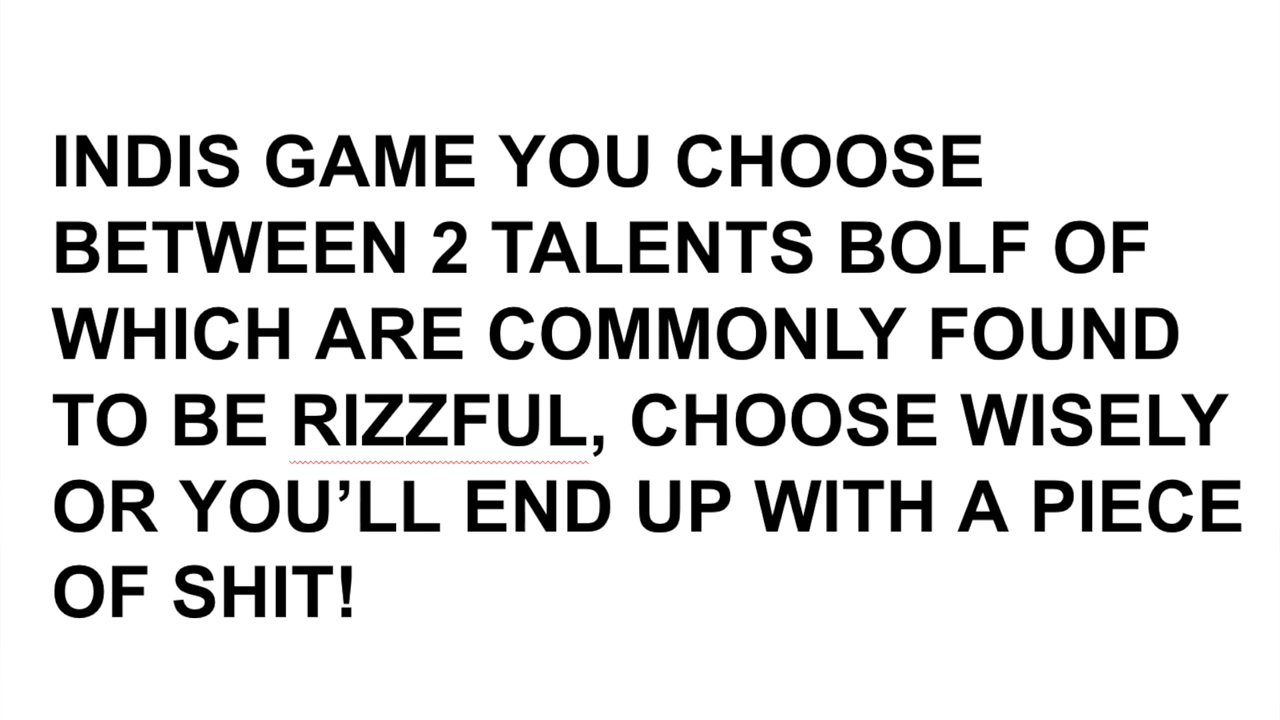 INDIS GAME YOU CHOOSE
BETWEEN 2 TALENTS BOLF OF
WHICH ARE COMMONLY FOUND
TO BE RIZZFUL, CHOOSE WISELY
OR YOU’LL END UP WITH A PIECE
OF SHIT!